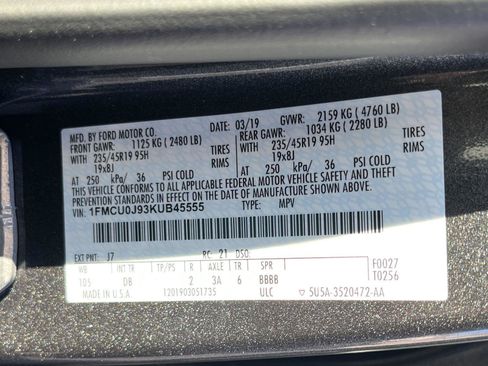 MFD. BY FORD MOTOR CO. 03/19 GVWR: 2159 KG ( 4760 LB)
FRONT GAWR: 1125 KG ( 2480 LB) REAR GAWR: 1034 KG ( 2280 LB)
235/45R19 95H TIRES 235/45R19 95H TIRES
19x8J RIMS 19x8J RIMS
AT 250 kPa/ 36 PSI COLD AT 250 kPa/ 36 PSI COLD
THIS VEHICLE CONFORMS TO ALL APPLICABLE FEDERAL MOTOR VEHICLE SAFETY AND THEFT
PREVENTION STANDARDS IN EFFECT ON THE DATE OF MANUFACTURE SHOWN ABOVE.
VIN: 1FMCU0J93KUB45555 TYPE: MPV
EXT PNT: J7 RC: 21 DSO: F0027
WB INT TR TP/PS R AXLE TR SPR T0256
105 DB 2 3A 6 BBBB
MADE IN U.S.A. 1201903051735 ULC 5U5A-3520472-AA